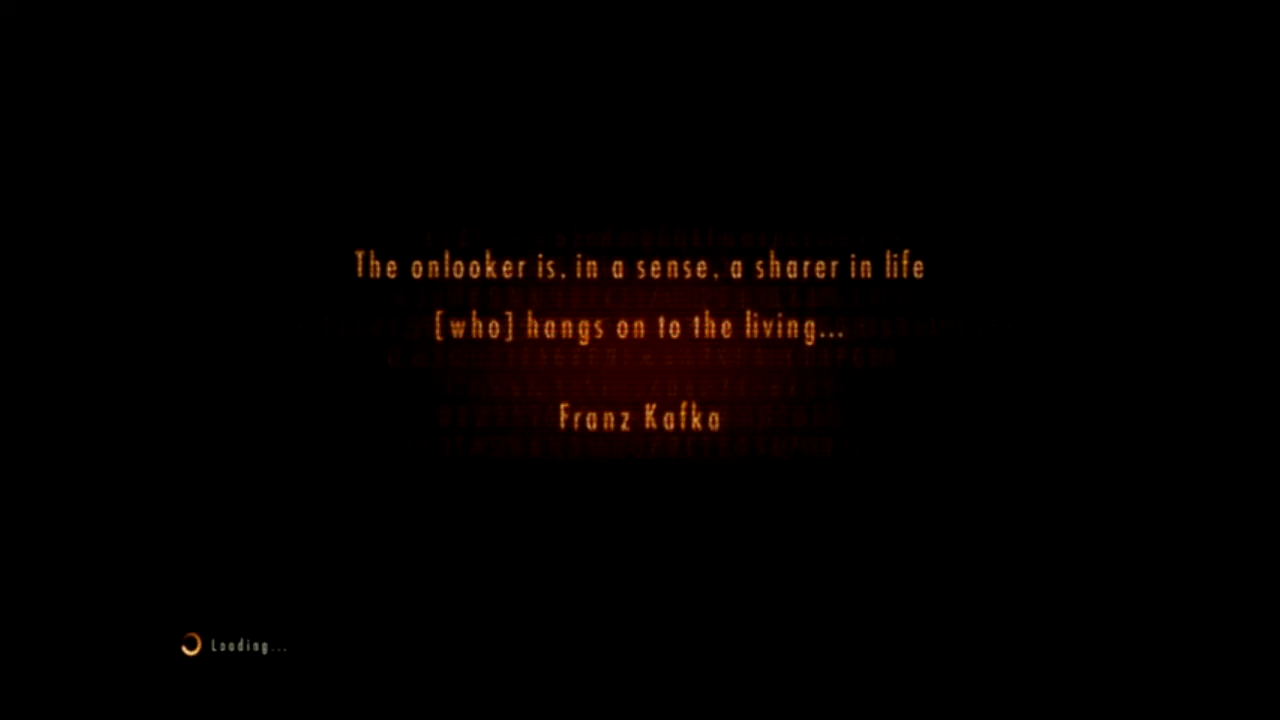 The onlooker is, in a sense, a sharer in life
[who] hangs on to the living...
Franz Kafka
Loading...